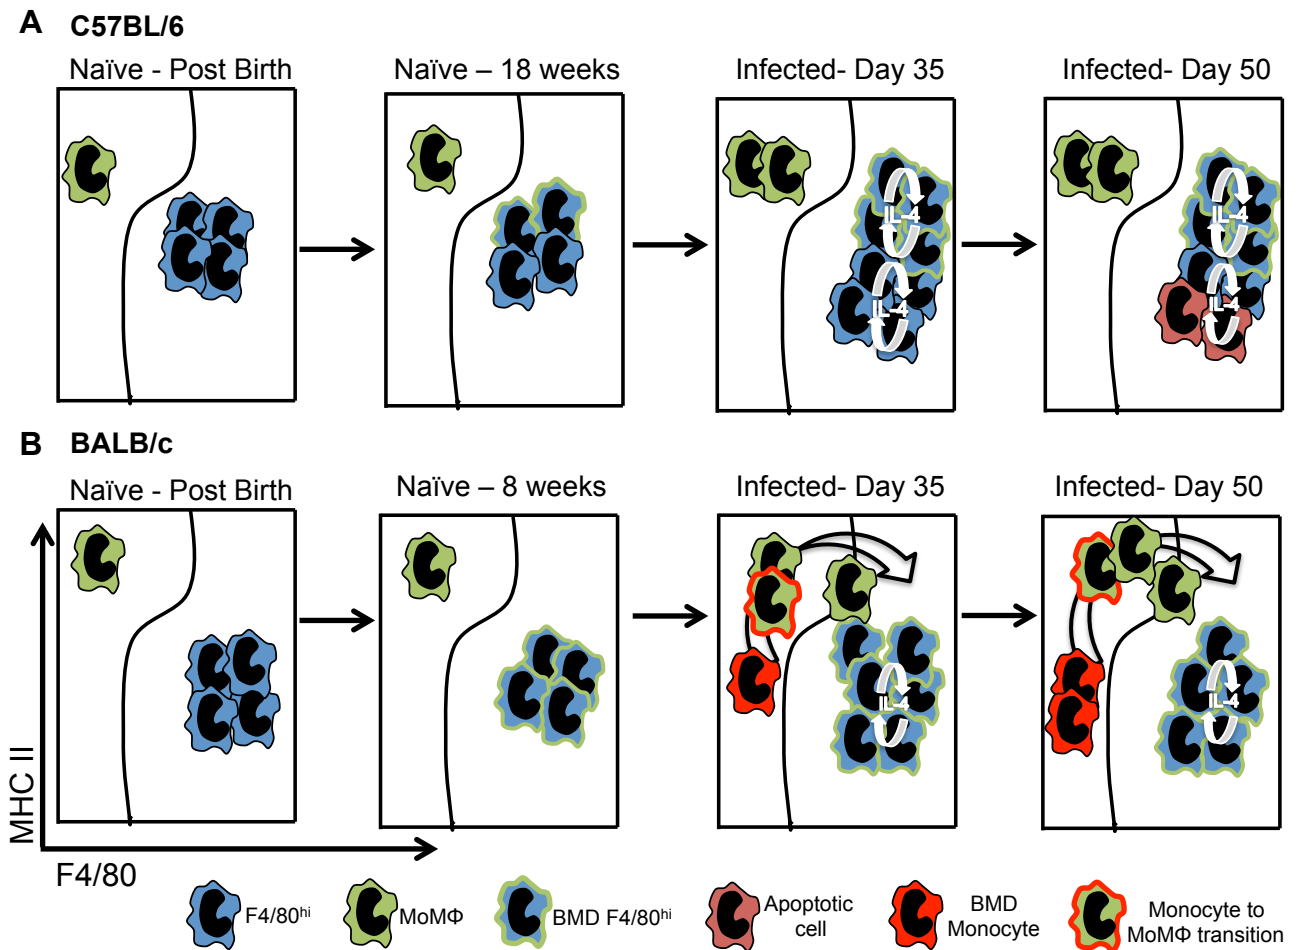 A C57BL/6
Naïve - Post Birth
Naïve – 18 weeks
Infected- Day 35
Infected- Day 50
IL-4
IL-4
IL-4
IL-4
B BALB/c
Naïve - Post Birth
Naïve – 8 weeks
Infected- Day 35
Infected- Day 50
IL-4
IL-4
MHC II
F4/80
F4/80hi
MoMΦ
BMD F4/80hi
Apoptotic
cell
BMD
Monocyte
Monocyte to
MoMΦ transition